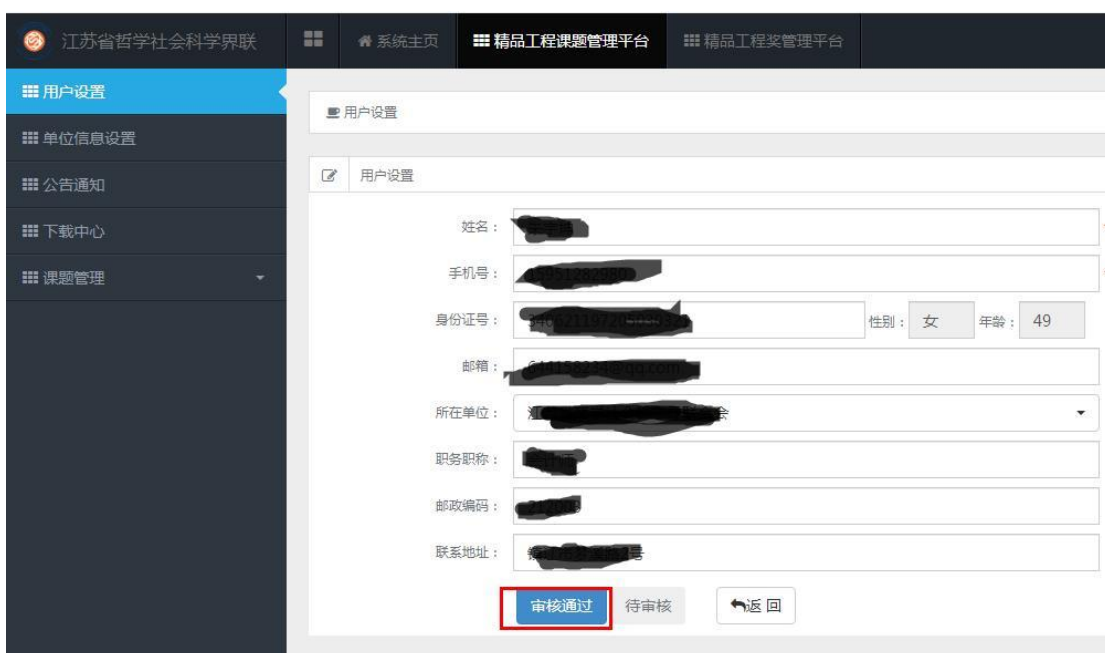 江苏省哲学社会科学界联
系统主页
精品工程课题管理平台
精品工程奖管理平台
用户设置
单位信息设置
公告通知
下载中心
课题管理
用户设置
用户设置
姓名：
手机号：
身份证号： 性别： 女 年龄： 49
邮箱：
所在单位：
职务职称：
邮政编码：
联系地址：
审核通过 待审核 返 回